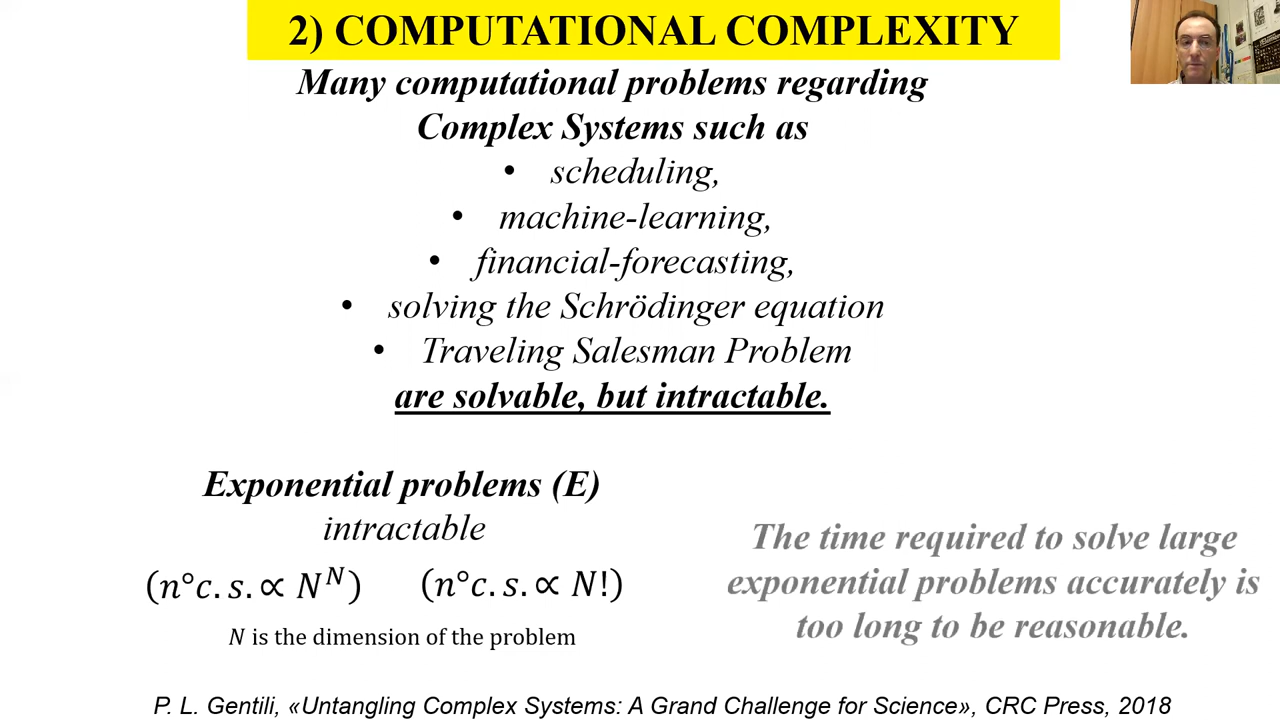 2) COMPUTATIONAL COMPLEXITY
Many computational problems regarding
Complex Systems such as
• scheduling,
• machine-learning,
• financial-forecasting,
• solving the Schrödinger equation
• Traveling Salesman Problem
are solvable, but intractable.
Exponential problems (E)
intractable
(n°c.s.∝ N^N) (n°c.s.∝ N!)
N is the dimension of the problem
The time required to solve large
exponential problems accurately is
too long to be reasonable.
P. L. Gentili, «Untangling Complex Systems: A Grand Challenge for Science», CRC Press, 2018